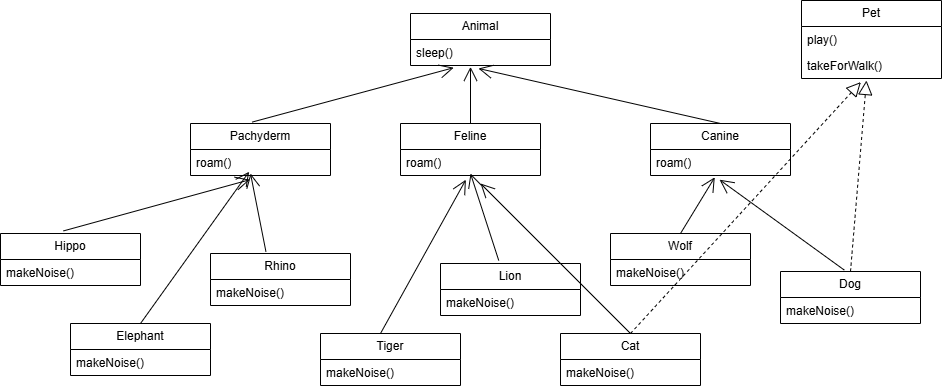 Animal
sleep()
Pet
play()
takeForWalk()
Pachyderm
roam()
Feline
roam()
Canine
roam()
Hippo
makeNoise()
Rhino
makeNoise()
Elephant
makeNoise()
Tiger
makeNoise()
Lion
makeNoise()
Cat
makeNoise()
Wolf
makeNoise()
Dog
makeNoise()